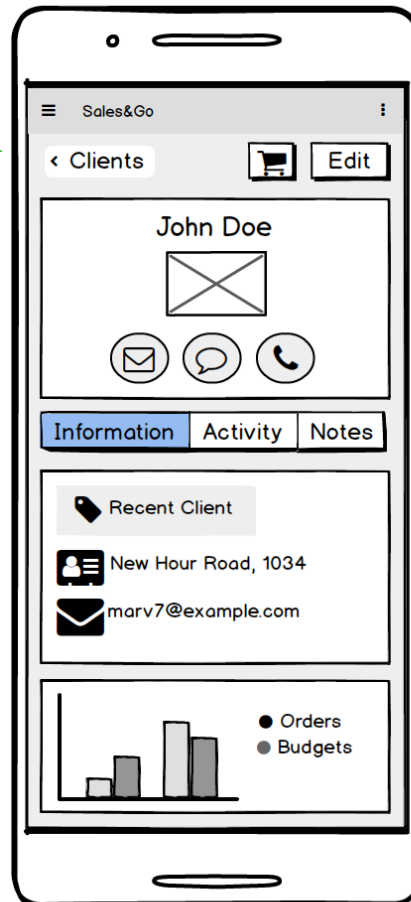 Sales&Go
Clients
Edit
John Doe
Information Activity Notes
Recent Client
New Hour Road, 1034
marv7@example.com
Orders
Budgets